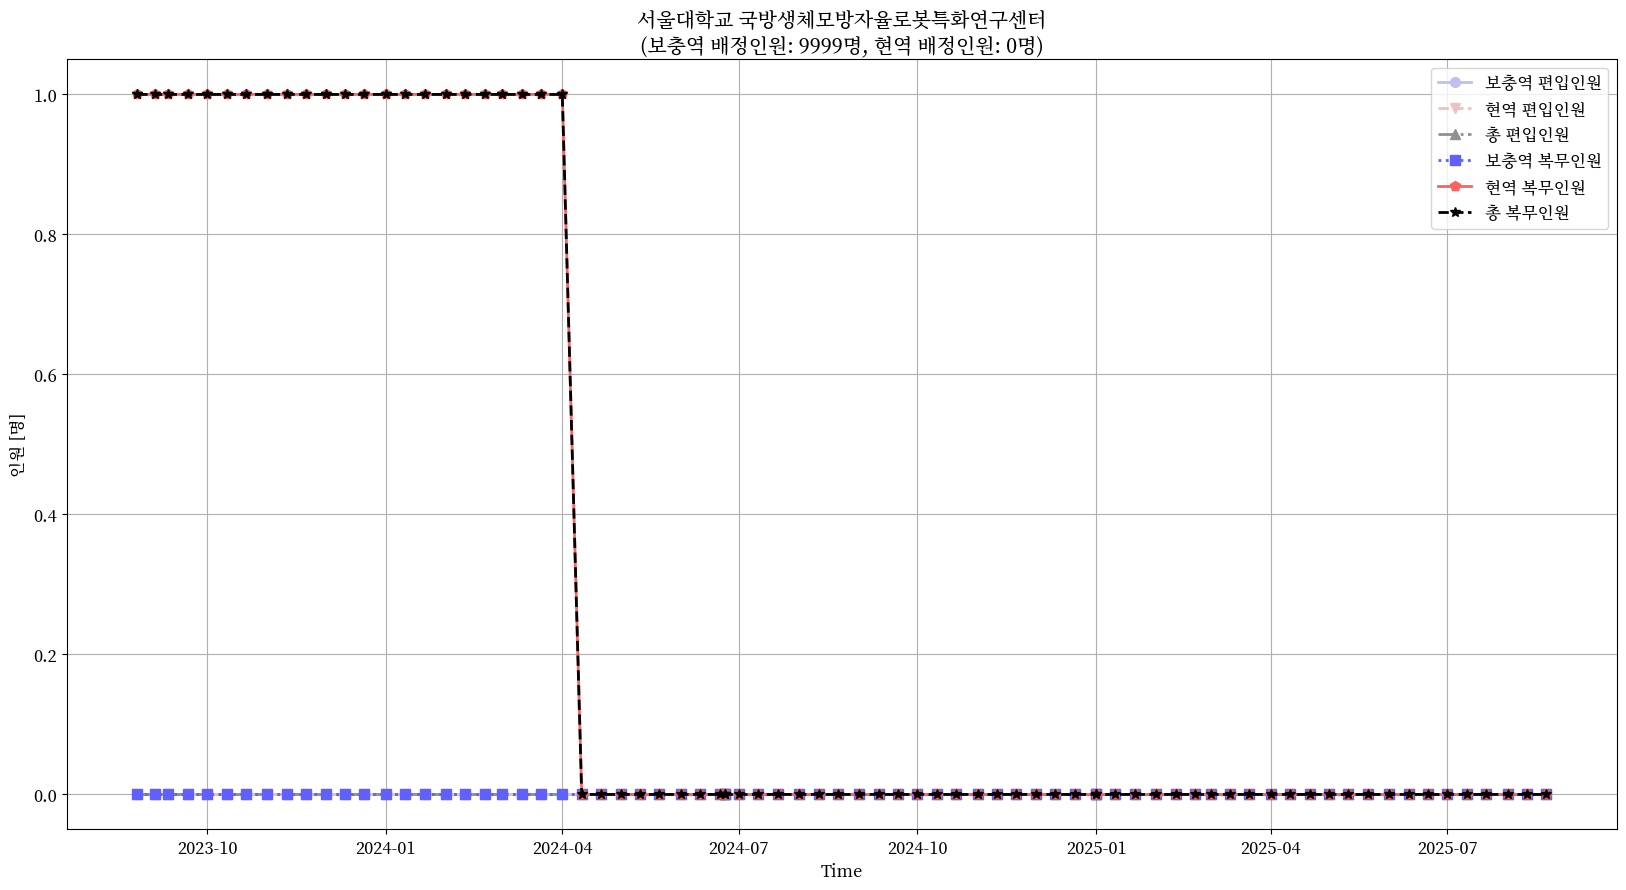 서울대학교 국방생체모방자율로봇특화연구센터
(보충역 배정인원: 9999명, 현역 배정인원: 0명)
보충역 편입인원
현역 편입인원
총 편입인원
보충역 복무인원
현역 복무인원
총 복무인원
1.0
0.8
0.6
0.4
0.2
0.0
인원 [명]
2023-10
2024-01
2024-04
2024-07
2024-10
2025-01
2025-04
2025-07
Time